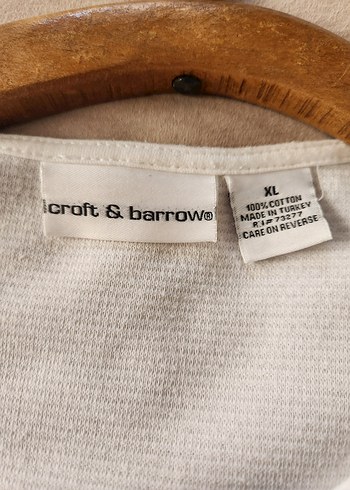 croft & barrow®
XL
100% COTTON
MADE IN TURKEY
RN# 73277
CARE ON REVERSE